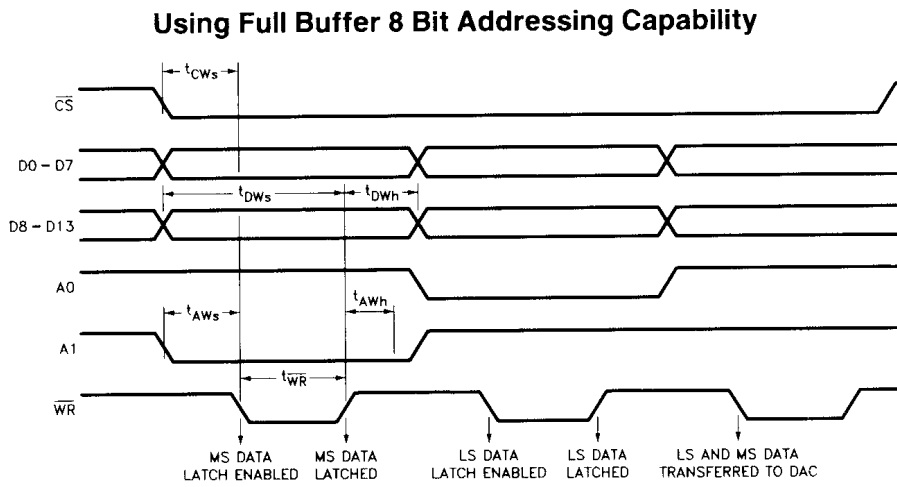 Using Full Buffer 8 Bit Addressing Capability
tCWs
CS
D0 – D7
tDWs
tDWh
D8 – D13
A0
tAWs
tAWh
A1
tWR
WR
MS DATA
LATCH ENABLED
MS DATA
LATCHED
LS DATA
LATCH ENABLED
LS DATA
LATCHED
LS AND MS DATA
TRANSFERRED TO DAC